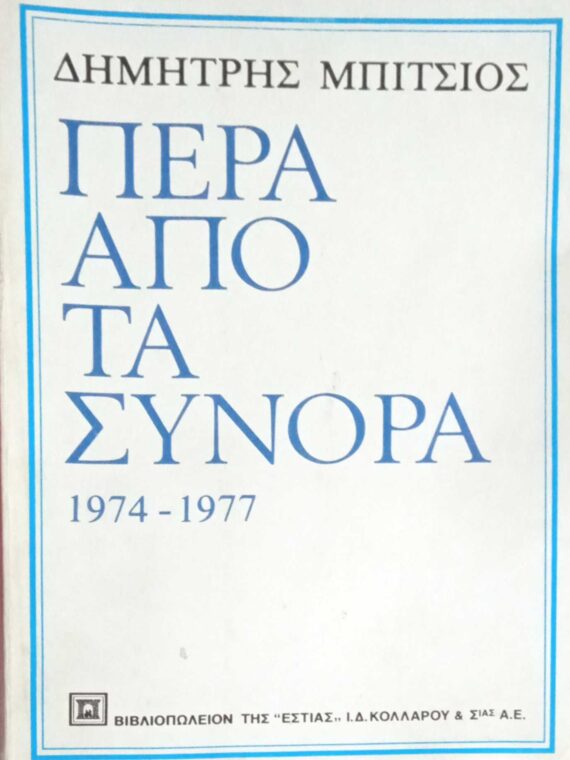 ΔΗΜΗΤΡΗΣ ΜΠΙΤΣΙΟΣ
ΠΕΡΑ
ΑΠΟ
ΤΑ
ΣΥΝΟΡΑ
1974 - 1977
ΒΙΒΛΙΟΠΩΛΕΙΟΝ ΤΗΣ "ΕΣΤΙΑΣ,, Ι.Δ. ΚΟΛΛΑΡΟΥ & ΣΙΑΣ Α.Ε.